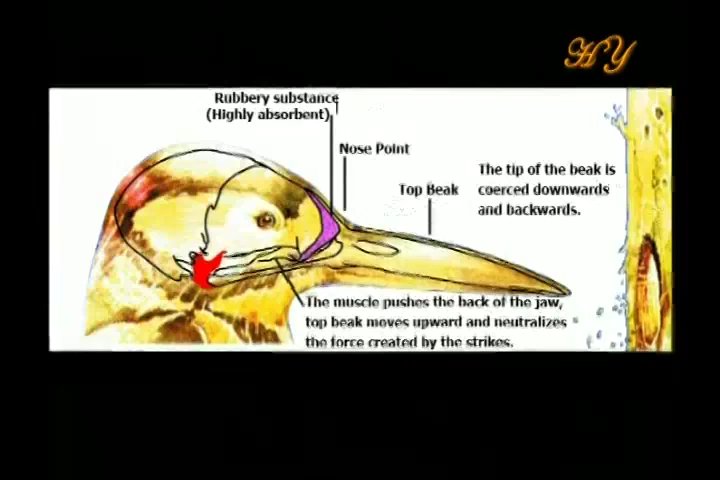 HY
Rubbery substance
(Highly absorbent)
Nose Point
Top Beak
The tip of the beak is
coerced downwards
and backwards.
The muscle pushes the back of the jaw,
top beak moves upward and neutralizes
the force created by the strikes.